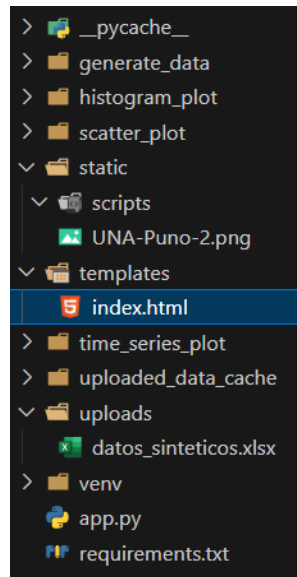 __pycache__
generate_data
histogram_plot
scatter_plot
static
scripts
UNA-Puno-2.png
templates
index.html
time_series_plot
uploaded_data_cache
uploads
datos_sinteticos.xlsx
venv
app.py
requirements.txt